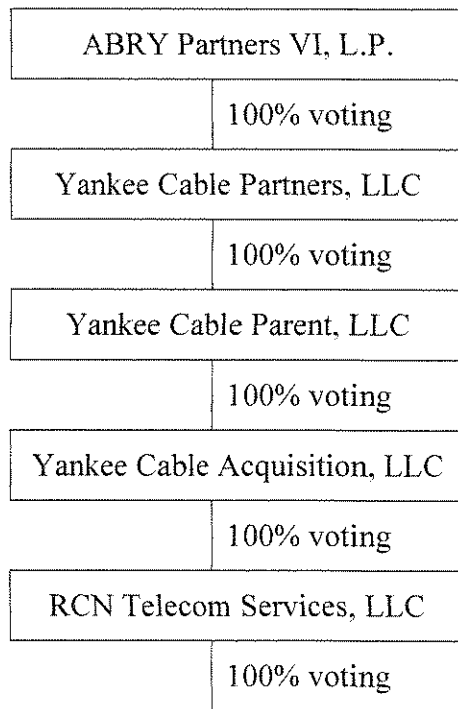 ABRY Partners VI, L.P.
100% voting
Yankee Cable Partners, LLC
100% voting
Yankee Cable Parent, LLC
100% voting
Yankee Cable Acquisition, LLC
100% voting
RCN Telecom Services, LLC
100% voting